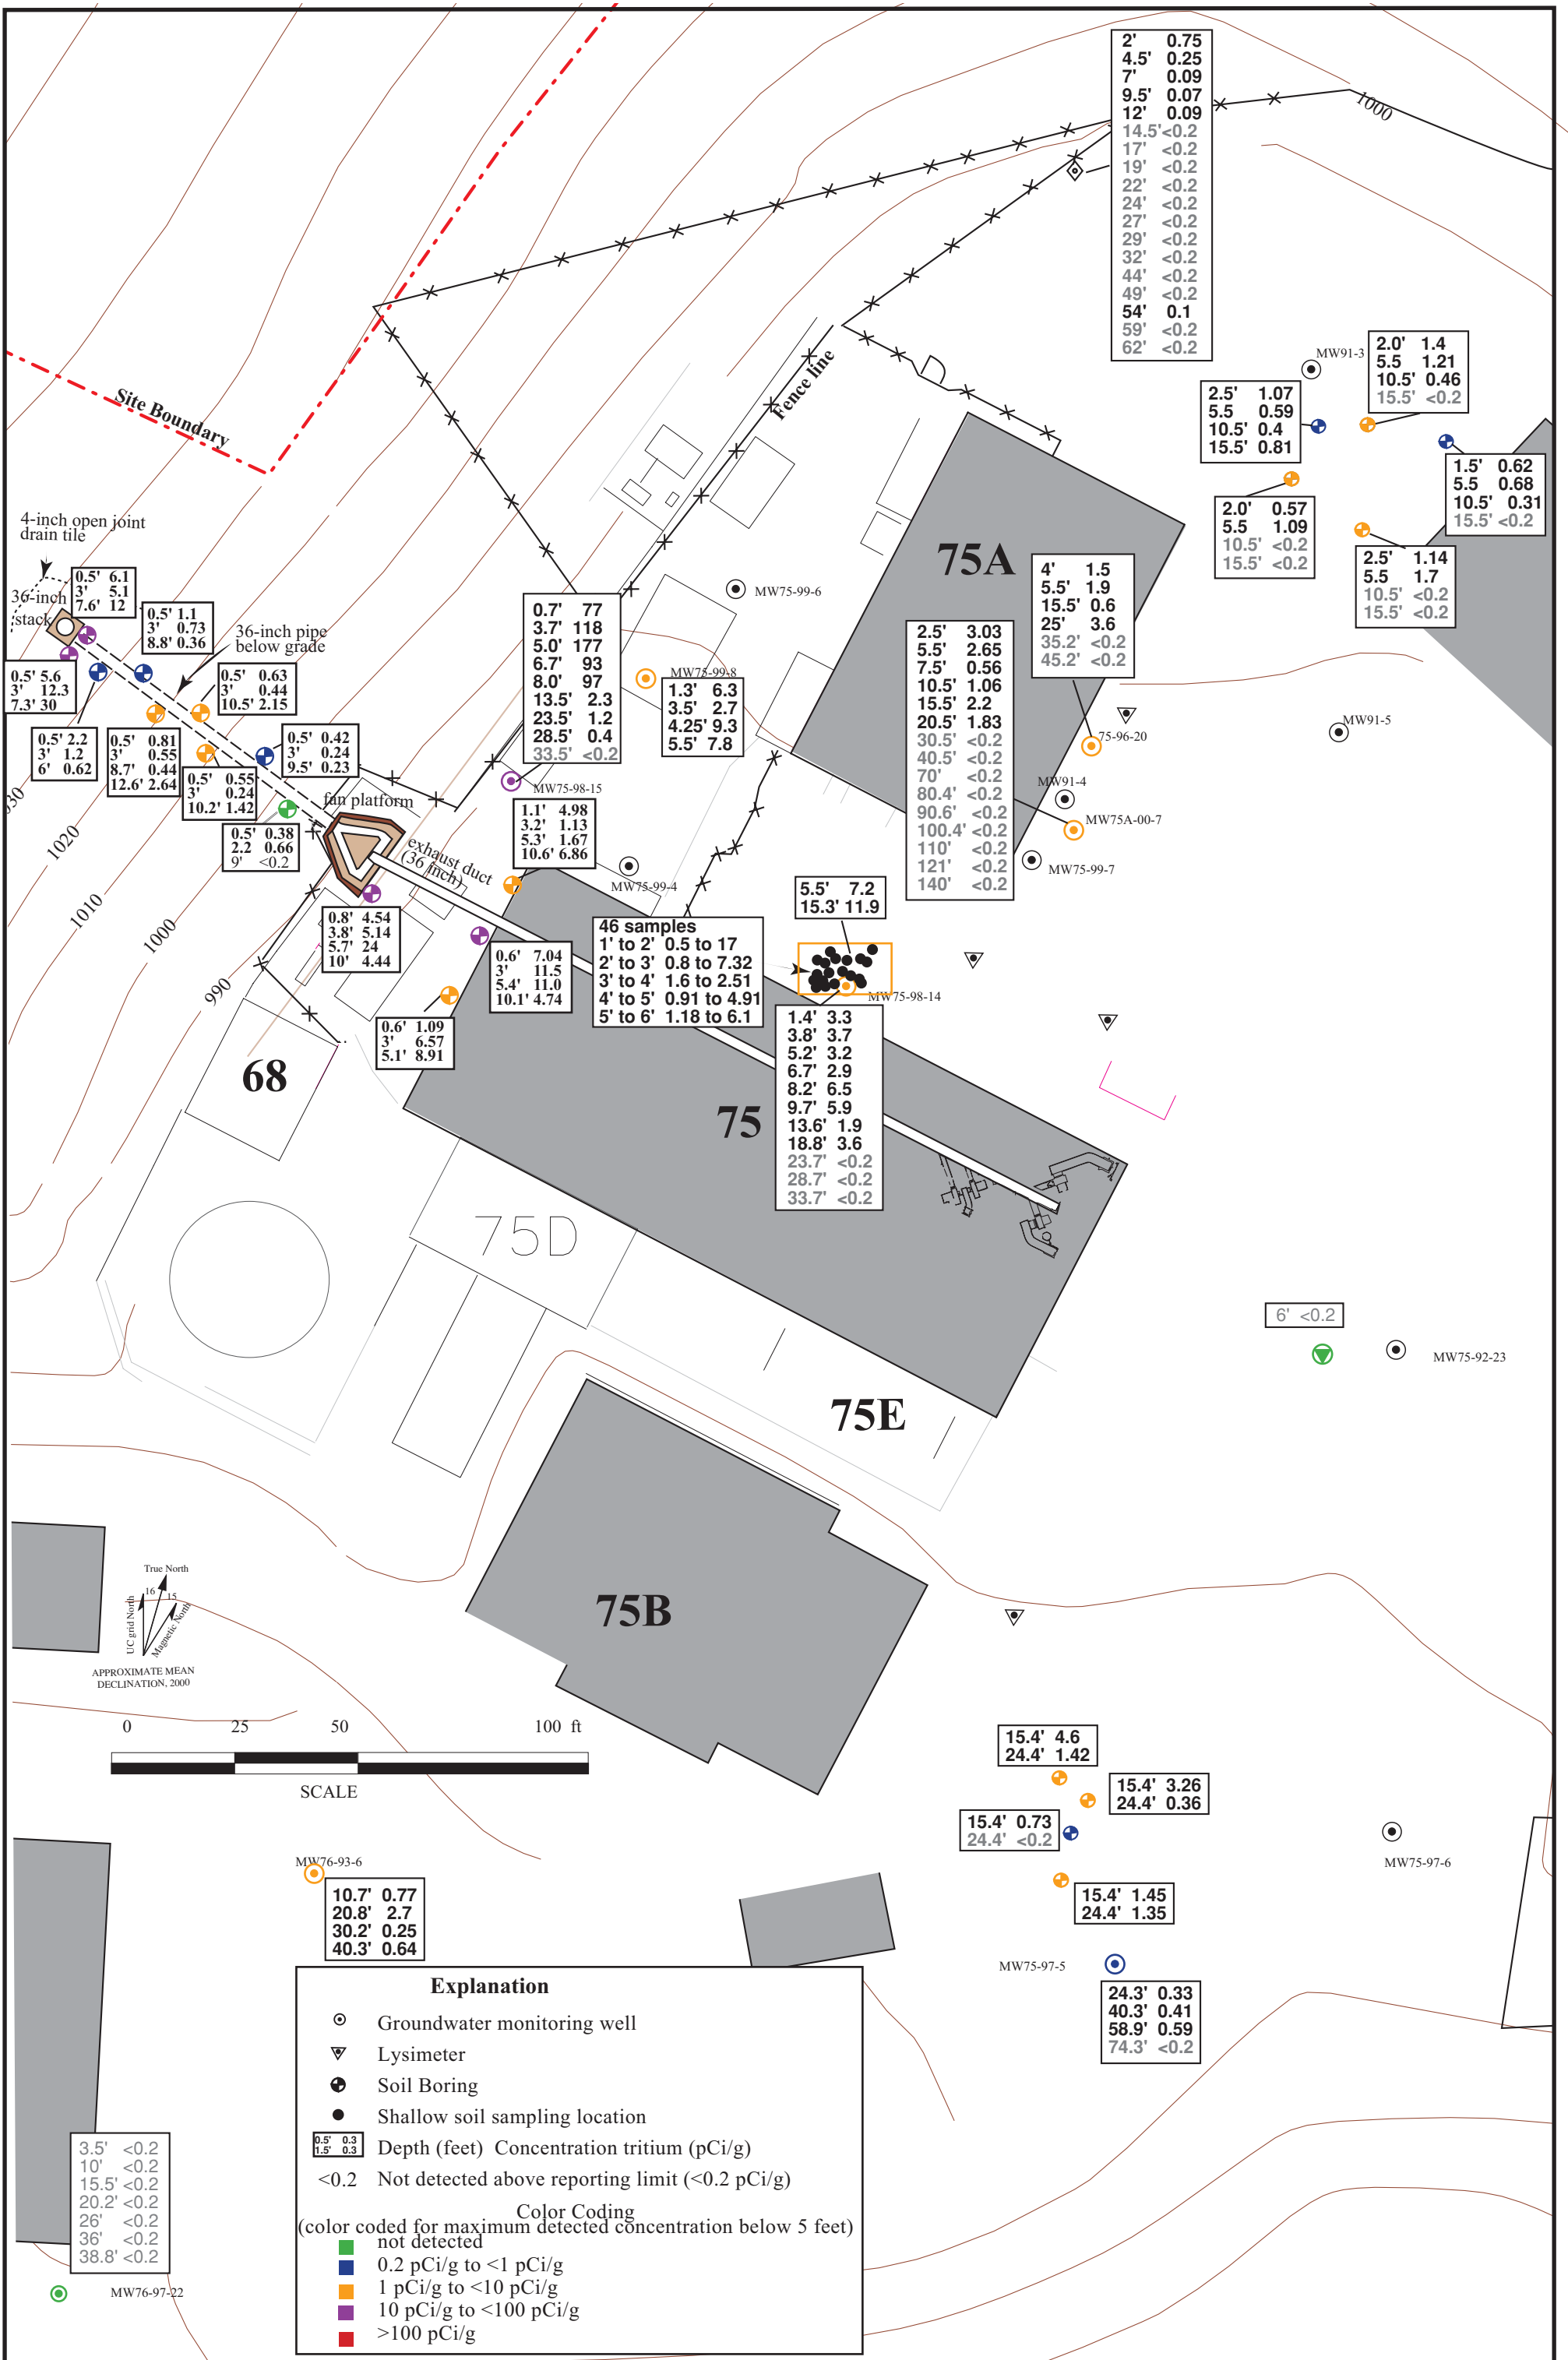 2' 0.75
4.5' 0.25
7' 0.09
9.5' 0.07
12' 0.09
14.5'<0.2
17' <0.2
19' <0.2
22' <0.2
24' <0.2
27' <0.2
29' <0.2
32' <0.2
44' <0.2
49' <0.2
54' 0.1
59' <0.2
62' <0.2
1000
MW91-3
2.0' 1.4
5.5 1.21
10.5' 0.46
15.5' <0.2
2.5' 1.07
5.5 0.59
10.5' 0.4
15.5' 0.81
1.5' 0.62
5.5 0.68
10.5' 0.31
15.5' <0.2
2.0' 0.57
5.5 1.09
10.5' <0.2
15.5' <0.2
2.5' 1.14
5.5 1.7
10.5' <0.2
15.5' <0.2
Fence line
Site Boundary
4-inch open joint
drain tile
36-inch
stack
0.5' 6.1
3' 5.1
7.6' 12
0.5' 1.1
3' 0.73
8.8' 0.36
36-inch pipe
below grade
0.5' 5.6
3' 12.3
7.3' 30
0.5' 0.63
3' 0.44
10.5' 2.15
0.5' 2.2
3' 1.2
6' 0.62
0.5' 0.81
3' 0.55
8.7' 0.44
12.6' 2.64
0.5' 0.55
3' 0.24
10.2' 1.42
0.5' 0.42
3' 0.24
9.5' 0.23
0.5' 0.38
2.2 0.66
9' <0.2
fan platform
exhaust duct
(36 inch)
030
1020
1010
1000
990
75A
MW75-99-6
MW75-99-8
0.7' 77
3.7' 118
5.0' 177
6.7' 93
8.0' 97
13.5' 2.3
23.5' 1.2
28.5' 0.4
33.5' <0.2
1.3' 6.3
3.5' 2.7
4.25' 9.3
5.5' 7.8
MW75-98-15
4' 1.5
5.5' 1.9
15.5' 0.6
25' 3.6
35.2' <0.2
45.2' <0.2
2.5' 3.03
5.5' 2.65
7.5' 0.56
10.5' 1.06
15.5' 2.2
20.5' 1.83
30.5' <0.2
40.5' <0.2
70' <0.2
80.4' <0.2
90.6' <0.2
100.4' <0.2
110' <0.2
121' <0.2
140' <0.2
75-96-20
MW91-5
MW91-4
MW75A-00-7
MW75-99-7
1.1' 4.98
3.2' 1.13
5.3' 1.67
10.6' 6.86
MW75-99-4
5.5' 7.2
15.3' 11.9
0.8' 4.54
3.8' 5.14
5.7' 24
10' 4.44
0.6' 7.04
3' 11.5
5.4' 11.0
10.1' 4.74
46 samples
1' to 2' 0.5 to 17
2' to 3' 0.8 to 7.32
3' to 4' 1.6 to 2.51
4' to 5' 0.91 to 4.91
5' to 6' 1.18 to 6.1
MW75-98-14
0.6' 1.09
3' 6.57
5.1' 8.91
1.4' 3.3
3.8' 3.7
5.2' 3.2
6.7' 2.9
8.2' 6.5
9.7' 5.9
13.6' 1.9
18.8' 3.6
23.7' <0.2
28.7' <0.2
33.7' <0.2
68
75
75D
6' <0.2
MW75-92-23
75E
75B
True North
16
15
UC grid North
Magnetic North
APPROXIMATE MEAN
DECLINATION, 2000
0 25 50 100 ft
SCALE
15.4' 4.6
24.4' 1.42
15.4' 3.26
24.4' 0.36
15.4' 0.73
24.4' <0.2
15.4' 1.45
24.4' 1.35
MW75-97-6
MW75-97-5
24.3' 0.33
40.3' 0.41
58.9' 0.59
74.3' <0.2
MW76-93-6
10.7' 0.77
20.8' 2.7
30.2' 0.25
40.3' 0.64
3.5' <0.2
10' <0.2
15.5' <0.2
20.2' <0.2
26' <0.2
36' <0.2
38.8' <0.2
MW76-97-22
Explanation
Groundwater monitoring well
Lysimeter
Soil Boring
Shallow soil sampling location
0.5' 0.3
1.5' 0.3
Depth (feet) Concentration tritium (pCi/g)
<0.2 Not detected above reporting limit (<0.2 pCi/g)
Color Coding
(color coded for maximum detected concentration below 5 feet)
not detected
0.2 pCi/g to <1 pCi/g
1 pCi/g to <10 pCi/g
10 pCi/g to <100 pCi/g
>100 pCi/g